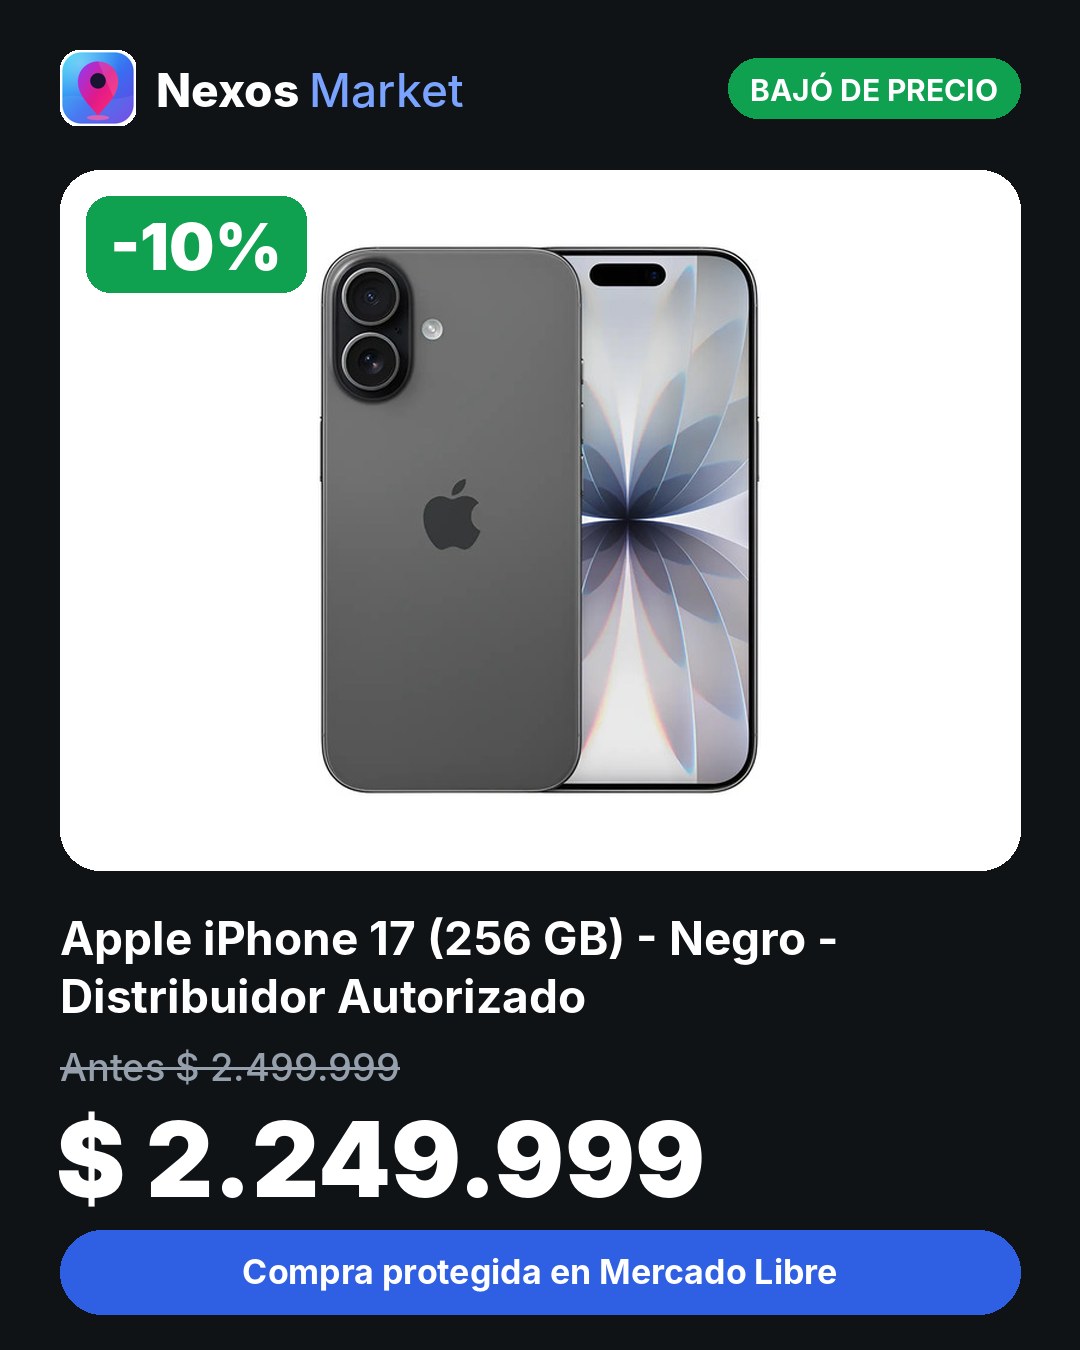 Nexos Market
BAJÓ DE PRECIO
-10%
Apple iPhone 17 (256 GB) - Negro -
Distribuidor Autorizado
Antes $ 2.499.999
$ 2.249.999
Compra protegida en Mercado Libre